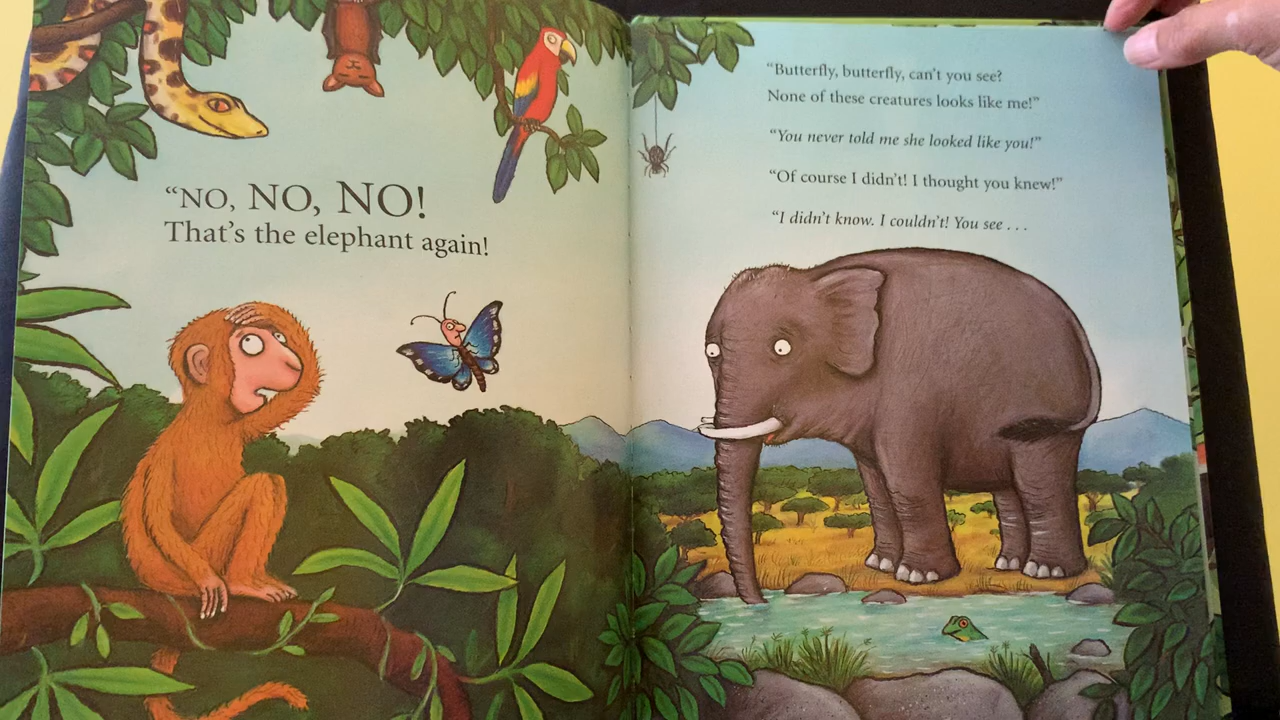 “NO, NO, NO!
That’s the elephant again!
“Butterfly, butterfly, can’t you see?
None of these creatures looks like me!”
“You never told me she looked like you!”
“Of course I didn’t! I thought you knew!”
“I didn’t know. I couldn’t! You see . . .